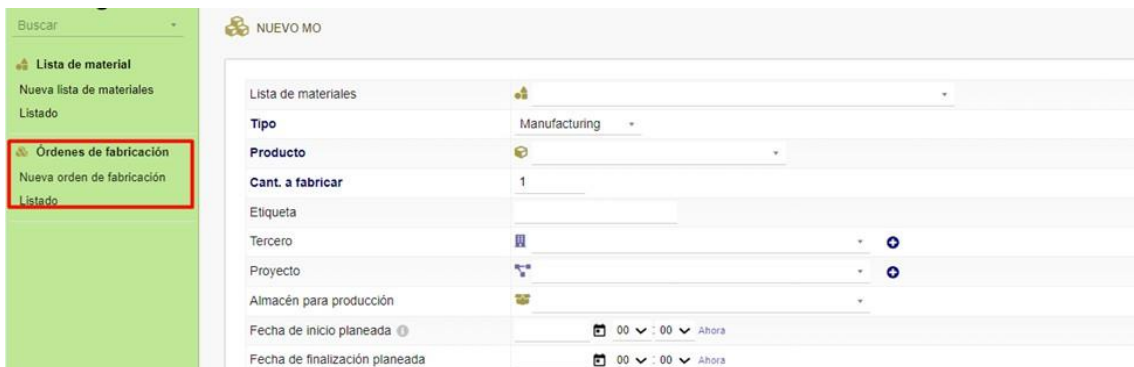 Buscar
Lista de material
Nueva lista de materiales
Listado
Órdenes de fabricación
Nueva orden de fabricación
Listado
NUEVO MO
Lista de materiales
Tipo Manufacturing
Producto
Cant. a fabricar 1
Etiqueta
Tercero
Proyecto
Almacén para producción
Fecha de inicio planeada 00 : 00 Ahora
Fecha de finalización planeada 00 : 00 Ahora